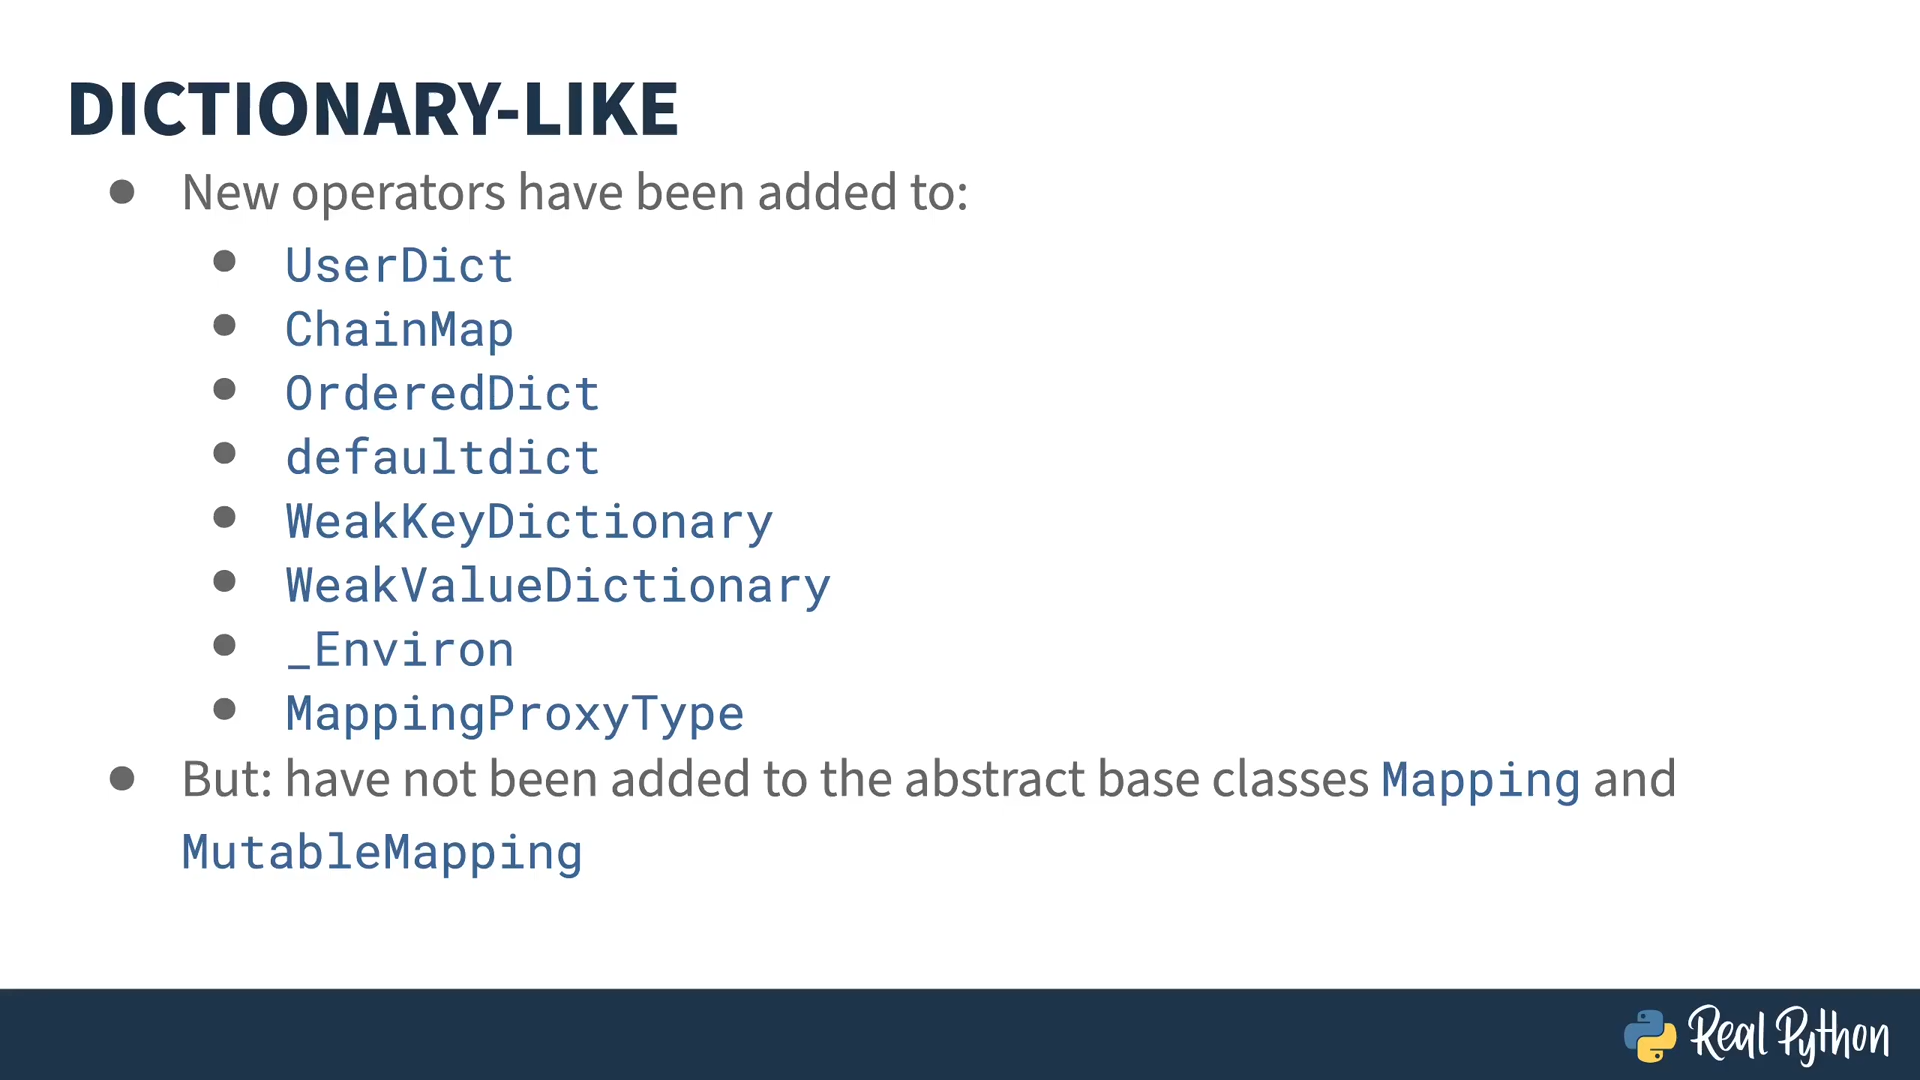 DICTIONARY-LIKE
● New operators have been added to:
● UserDict
● ChainMap
● OrderedDict
● defaultdict
● WeakKeyDictionary
● WeakValueDictionary
● _Environ
● MappingProxyType
● But: have not been added to the abstract base classes Mapping and
MutableMapping
Real Python